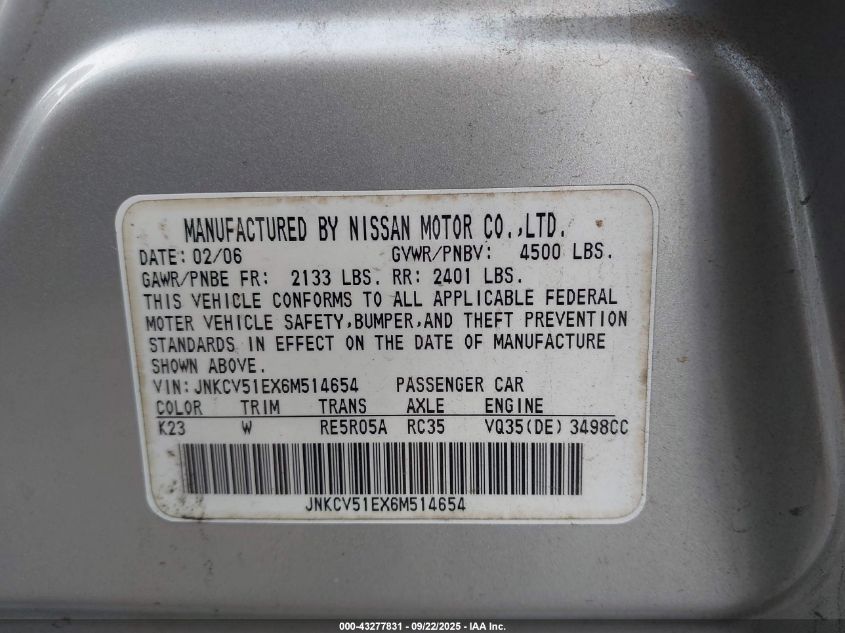 MANUFACTURED BY NISSAN MOTOR CO.,LTD.
DATE: 02/06 GVWR/PNBV: 4500 LBS.
GAWR/PNBE FR: 2133 LBS. RR: 2401 LBS.
THIS VEHICLE CONFORMS TO ALL APPLICABLE FEDERAL
MOTER VEHICLE SAFETY,BUMPER,AND THEFT PREVENTION
STANDARDS IN EFFECT ON THE DATE OF MANUFACTURE
SHOWN ABOVE.
VIN: JNKCV51EX6M514654 PASSENGER CAR
COLOR TRIM TRANS AXLE ENGINE
K23 W RE5R05A RC35 VQ35(DE) 3498CC
JNKCV51EX6M514654
000-43277831 - 09/22/2025 - IAA Inc.